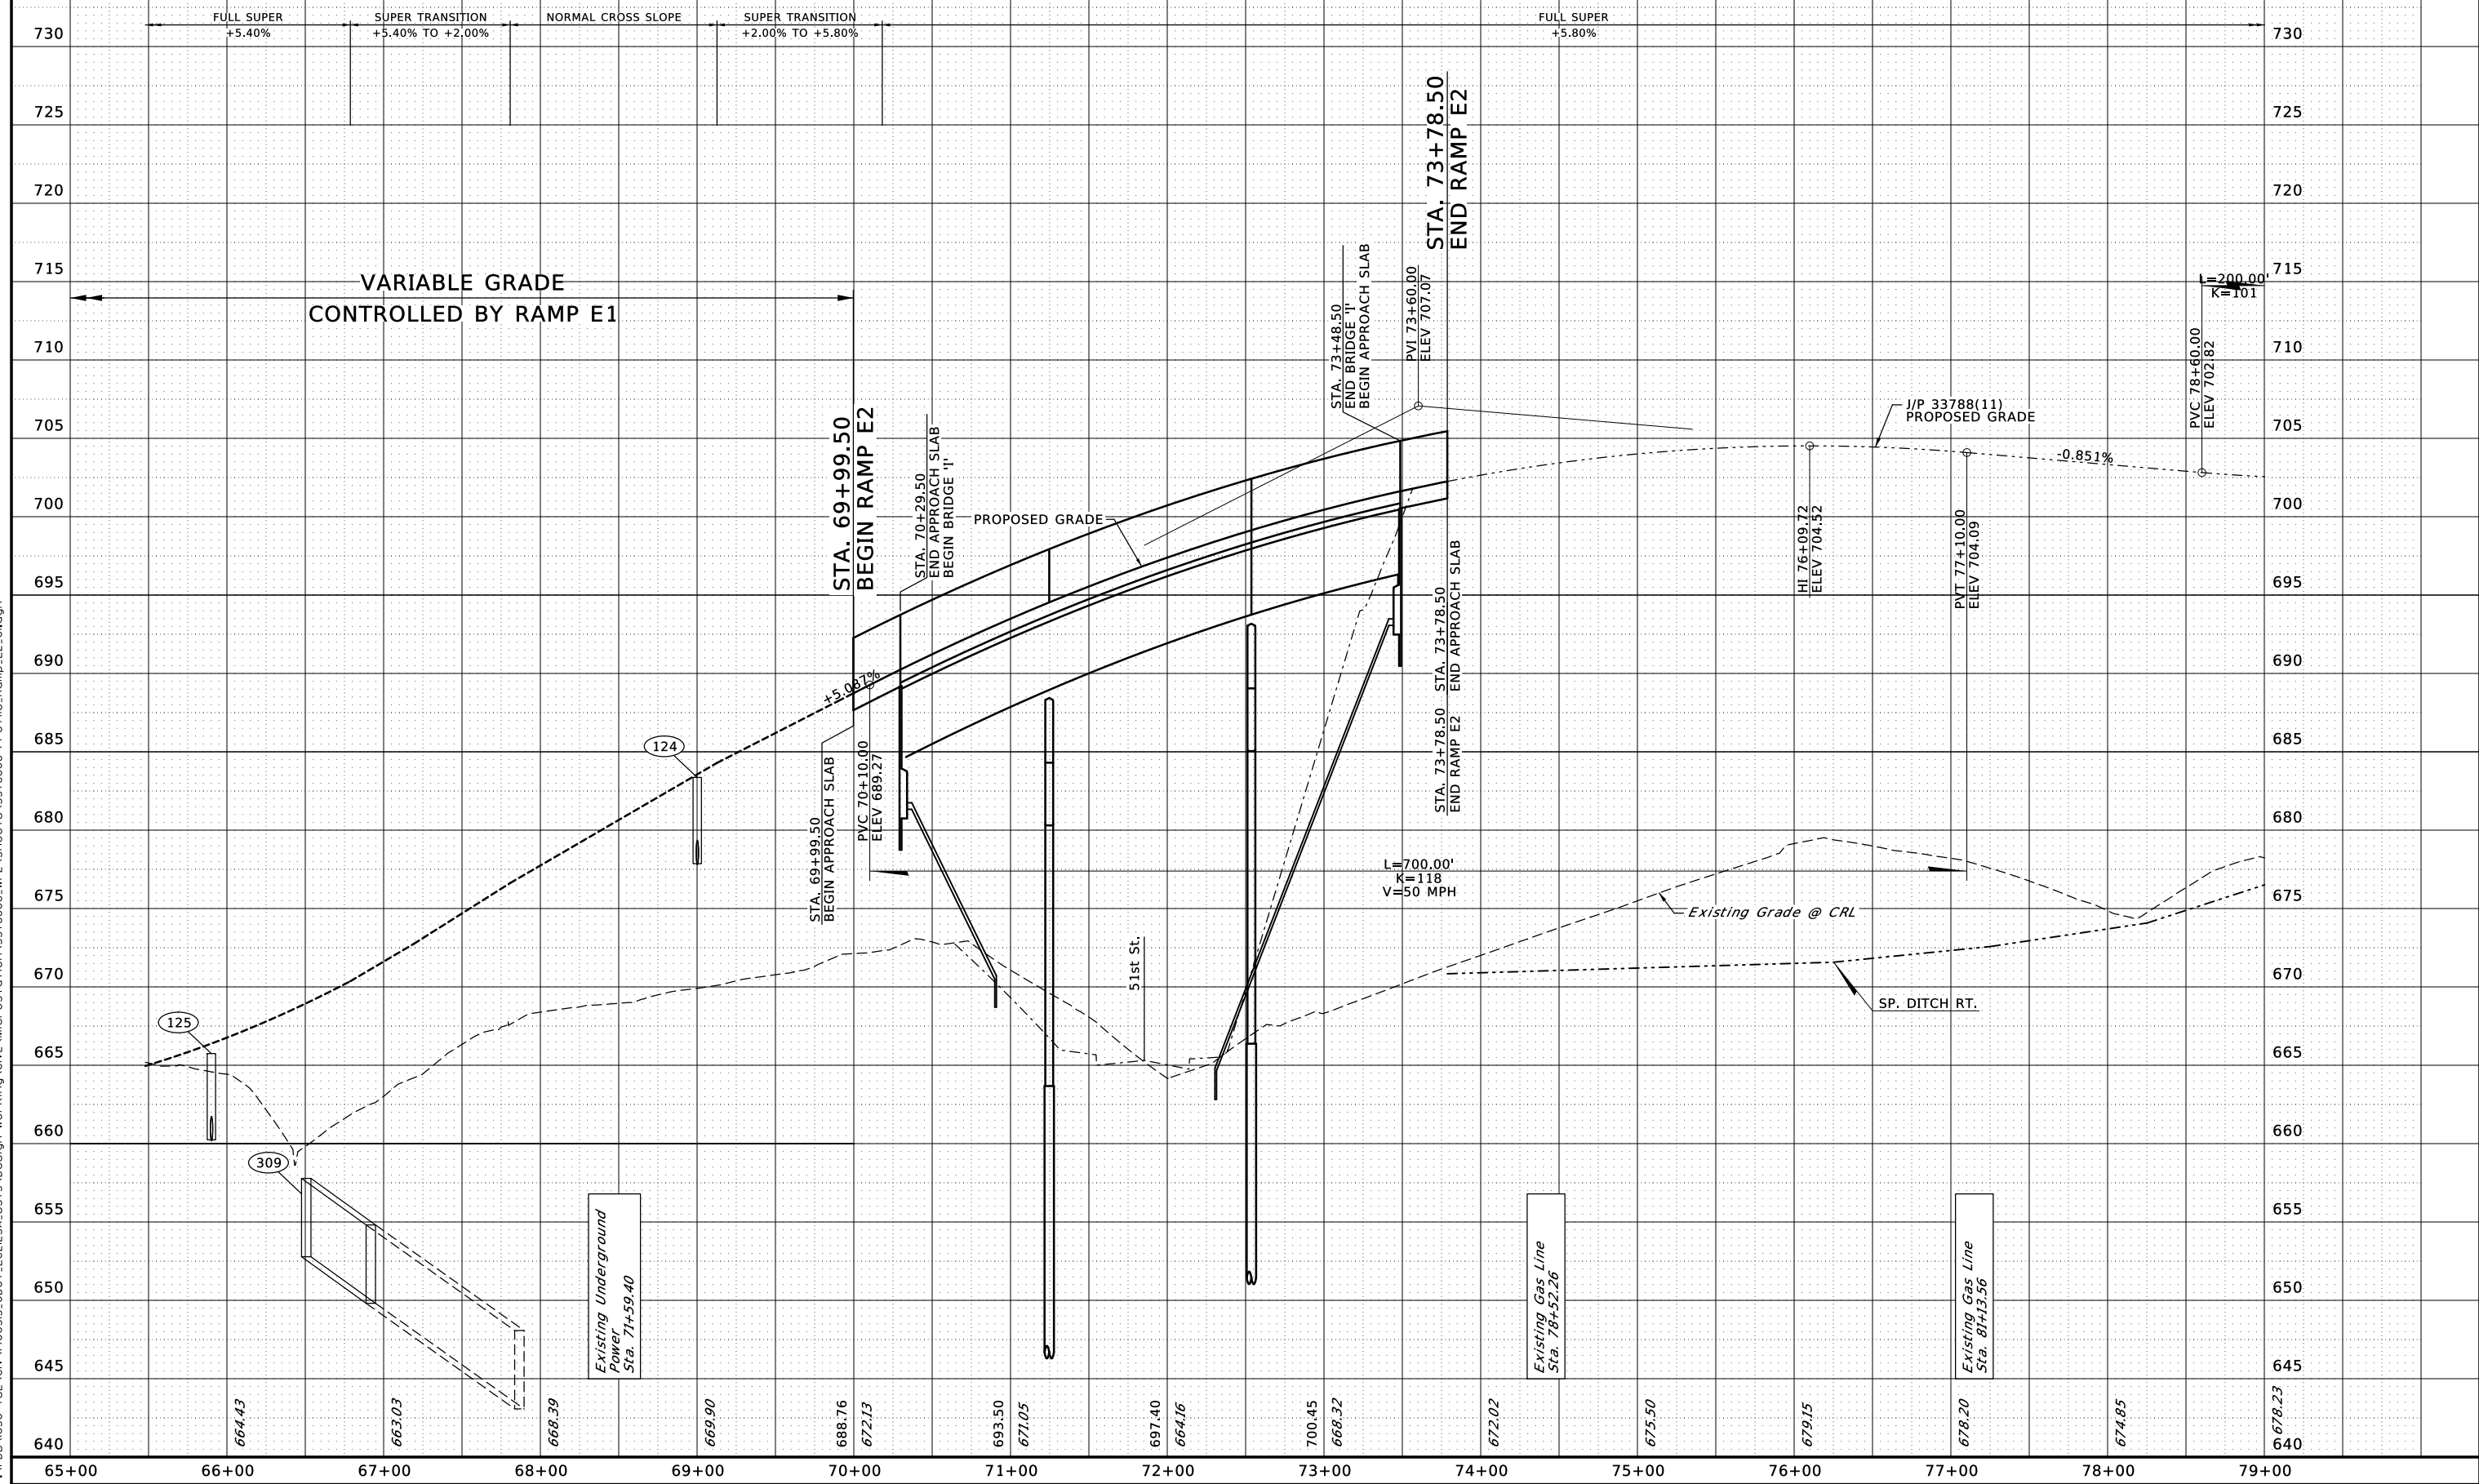 FULL SUPER
+5.40%
SUPER TRANSITION
+5.40% TO +2.00%
NORMAL CROSS SLOPE
SUPER TRANSITION
+2.00% TO +5.80%
FULL SUPER
+5.80%
730
730
725
725
720
720
715
715
710
710
705
705
700
700
695
695
690
690
685
685
680
680
675
675
670
670
665
665
660
660
655
655
650
650
645
645
640
640
VARIABLE GRADE
CONTROLLED BY RAMP E1
STA. 69+99.50
BEGIN RAMP E2
STA. 70+29.50
END APPROACH SLAB
BEGIN BRIDGE 'I'
PROPOSED GRADE
STA. 73+48.50
END BRIDGE 'I'
BEGIN APPROACH SLAB
PVI 73+60.00
ELEV 707.07
STA. 73+78.50
END RAMP E2
L=200.00'
K=101
PVC 78+60.00
ELEV 702.82
J/P 33788(11)
PROPOSED GRADE
-0.851%
HI 76+09.72
ELEV 704.52
PVT 77+10.00
ELEV 704.09
+5.087%
124
125
309
STA. 69+99.50
BEGIN APPROACH SLAB
PVC 70+10.00
ELEV 689.27
STA. 73+78.50
END APPROACH SLAB
STA. 73+78.50
END RAMP E2
L=700.00'
K=118
V=50 MPH
Existing Grade @ CRL
51st St.
SP. DITCH RT.
Existing Underground
Power
Sta. 71+59.40
Existing Gas Line
Sta. 78+52.26
Existing Gas Line
Sta. 81+13.56
664.43
663.03
668.39
669.90
688.76
672.13
693.50
671.05
697.40
664.16
700.45
668.32
672.02
675.50
679.15
678.20
674.85
678.23
65+00
66+00
67+00
68+00
69+00
70+00
71+00
72+00
73+00
74+00
75+00
76+00
77+00
78+00
79+00